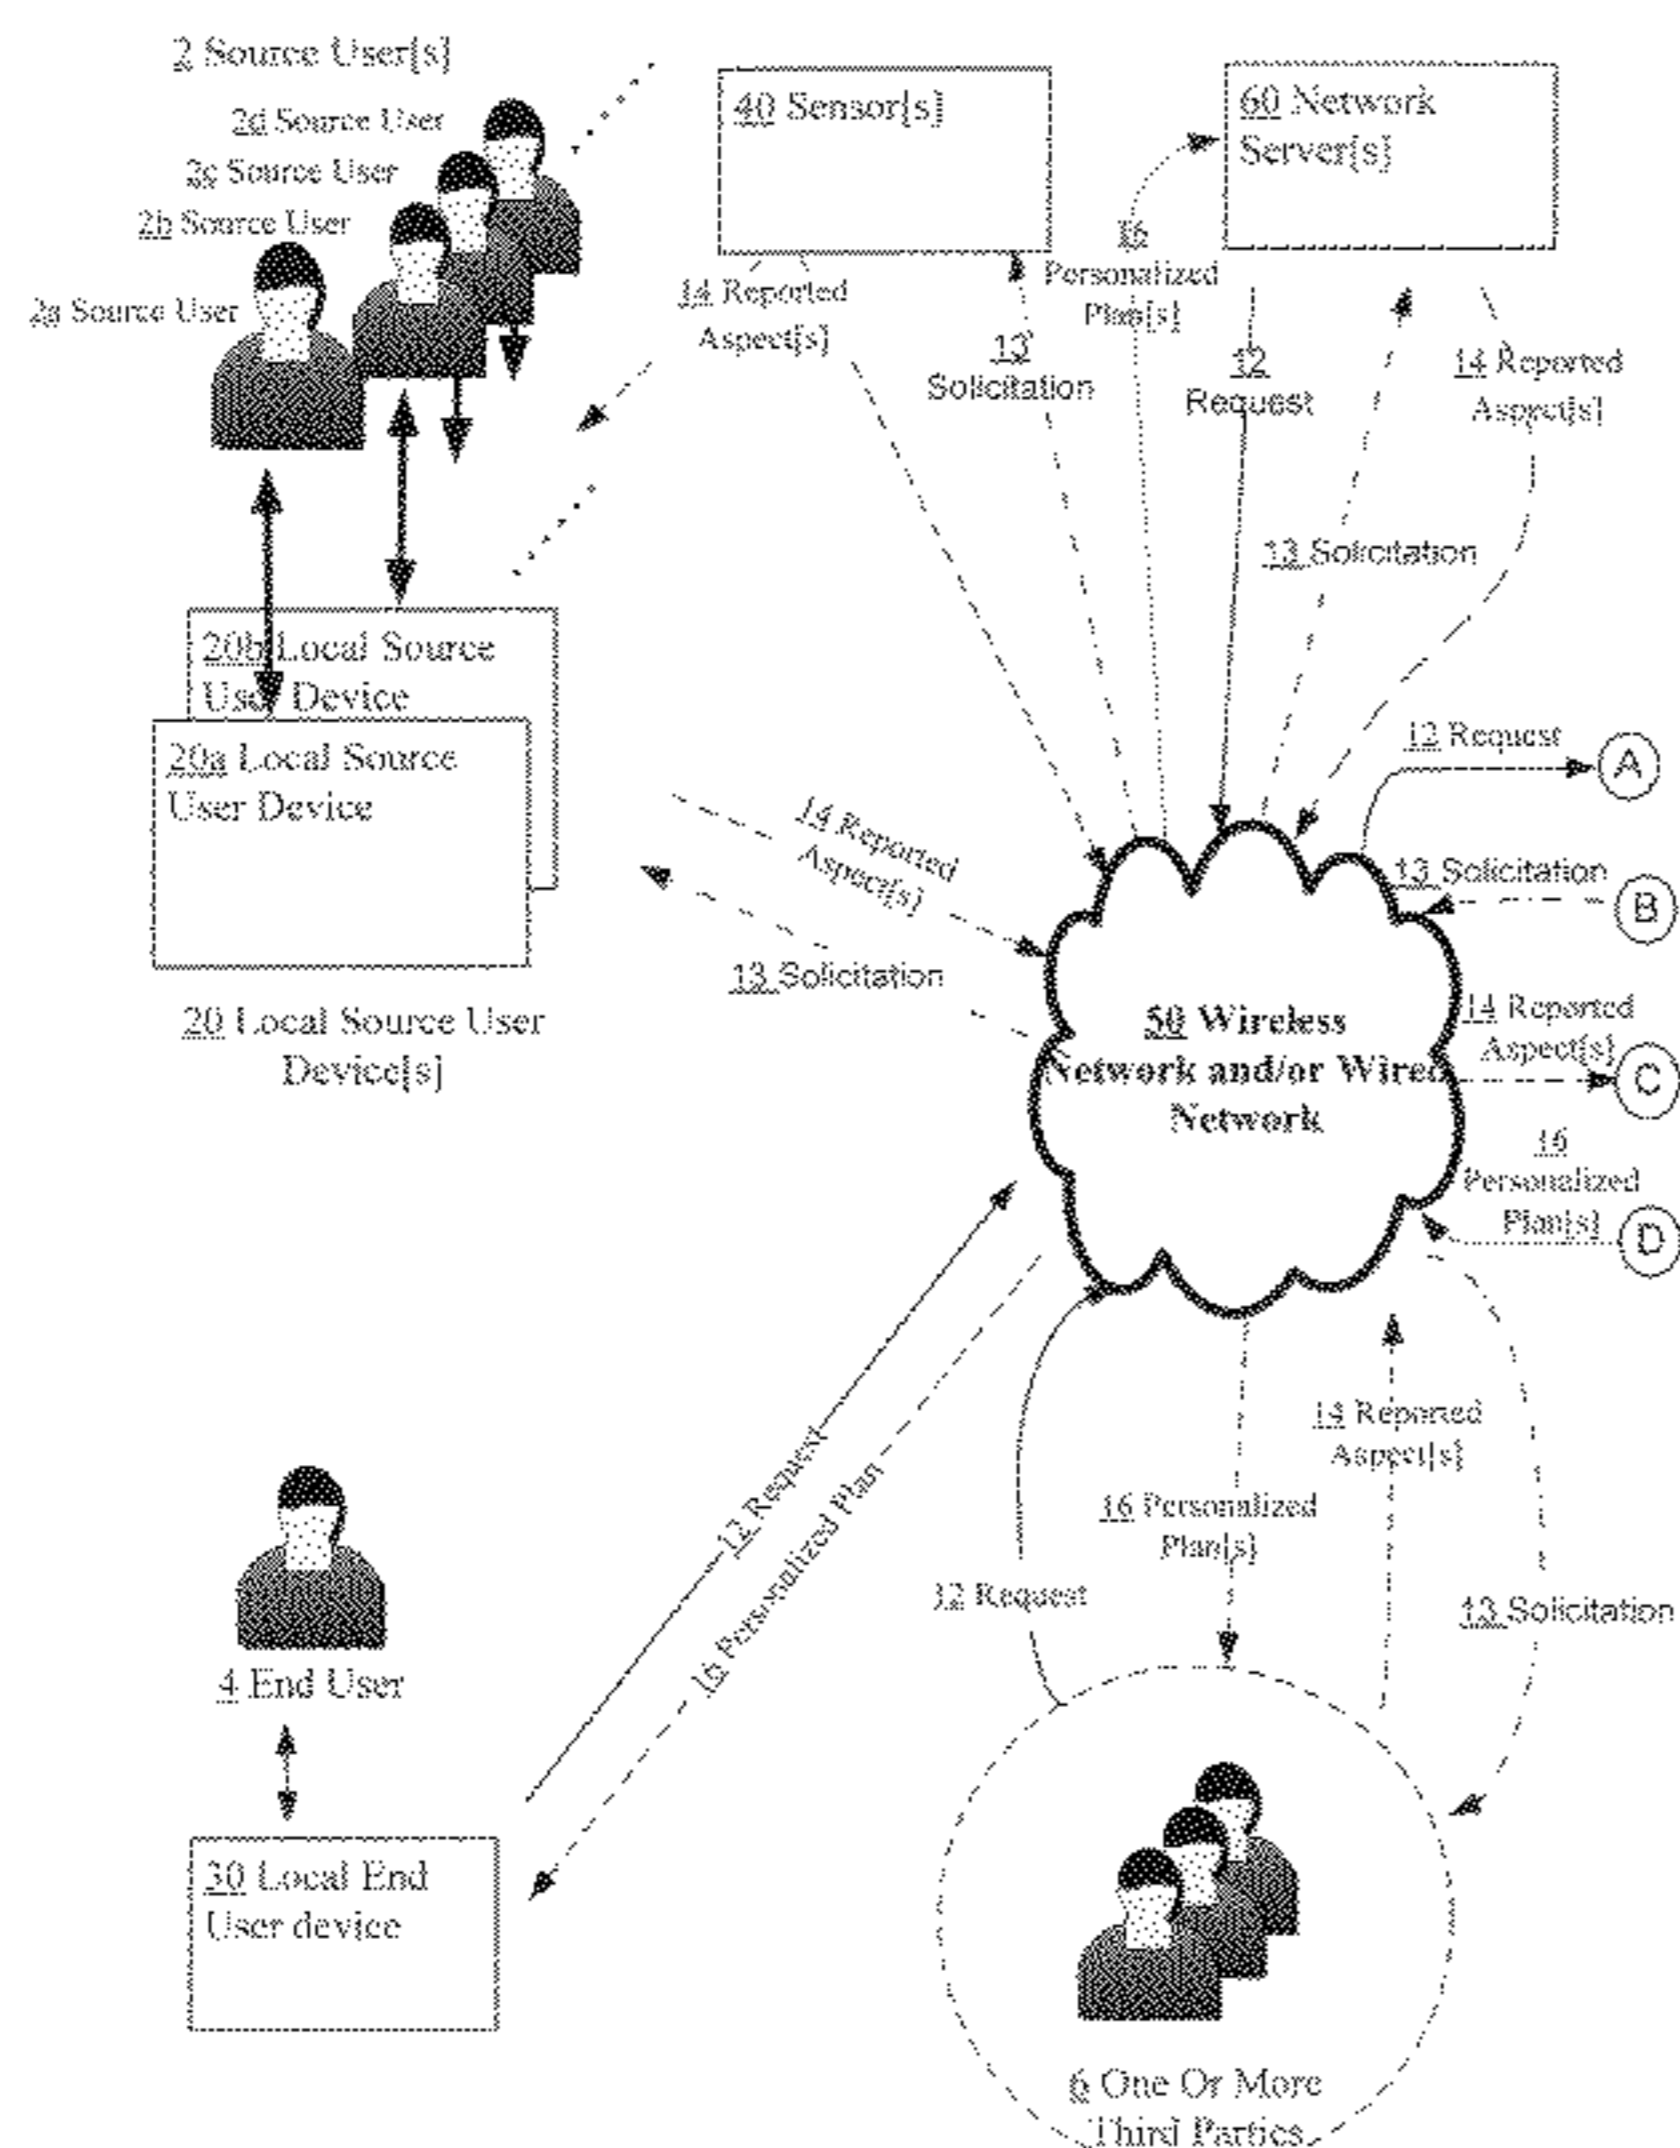 2 Source User[s]
2d Source User
2c Source User
2b Source User
2a Source User
40 Sensor[s]
60 Network
Server[s]
14 Reported
Aspect[s]
13
Solicitation
16
Personalized
Plan[s]
12
Request
14 Reported
Aspect[s]
13 Solicitation
20b Local Source
User Device
20a Local Source
User Device
20 Local Source User
Device[s]
14 Reported
Aspect[s]
13 Solicitation
12 Request
A
13 Solicitation
B
14 Reported
Aspect[s]
C
16
Personalized
Plan[s]
D
50 Wireless
Network and/or Wired
Network
12 Request
16 Personalized Plan
4 End User
30 Local End
User device
12 Request
16 Personalized
Plan[s]
14 Reported
Aspect[s]
13 Solicitation
6 One Or More
Third Parties